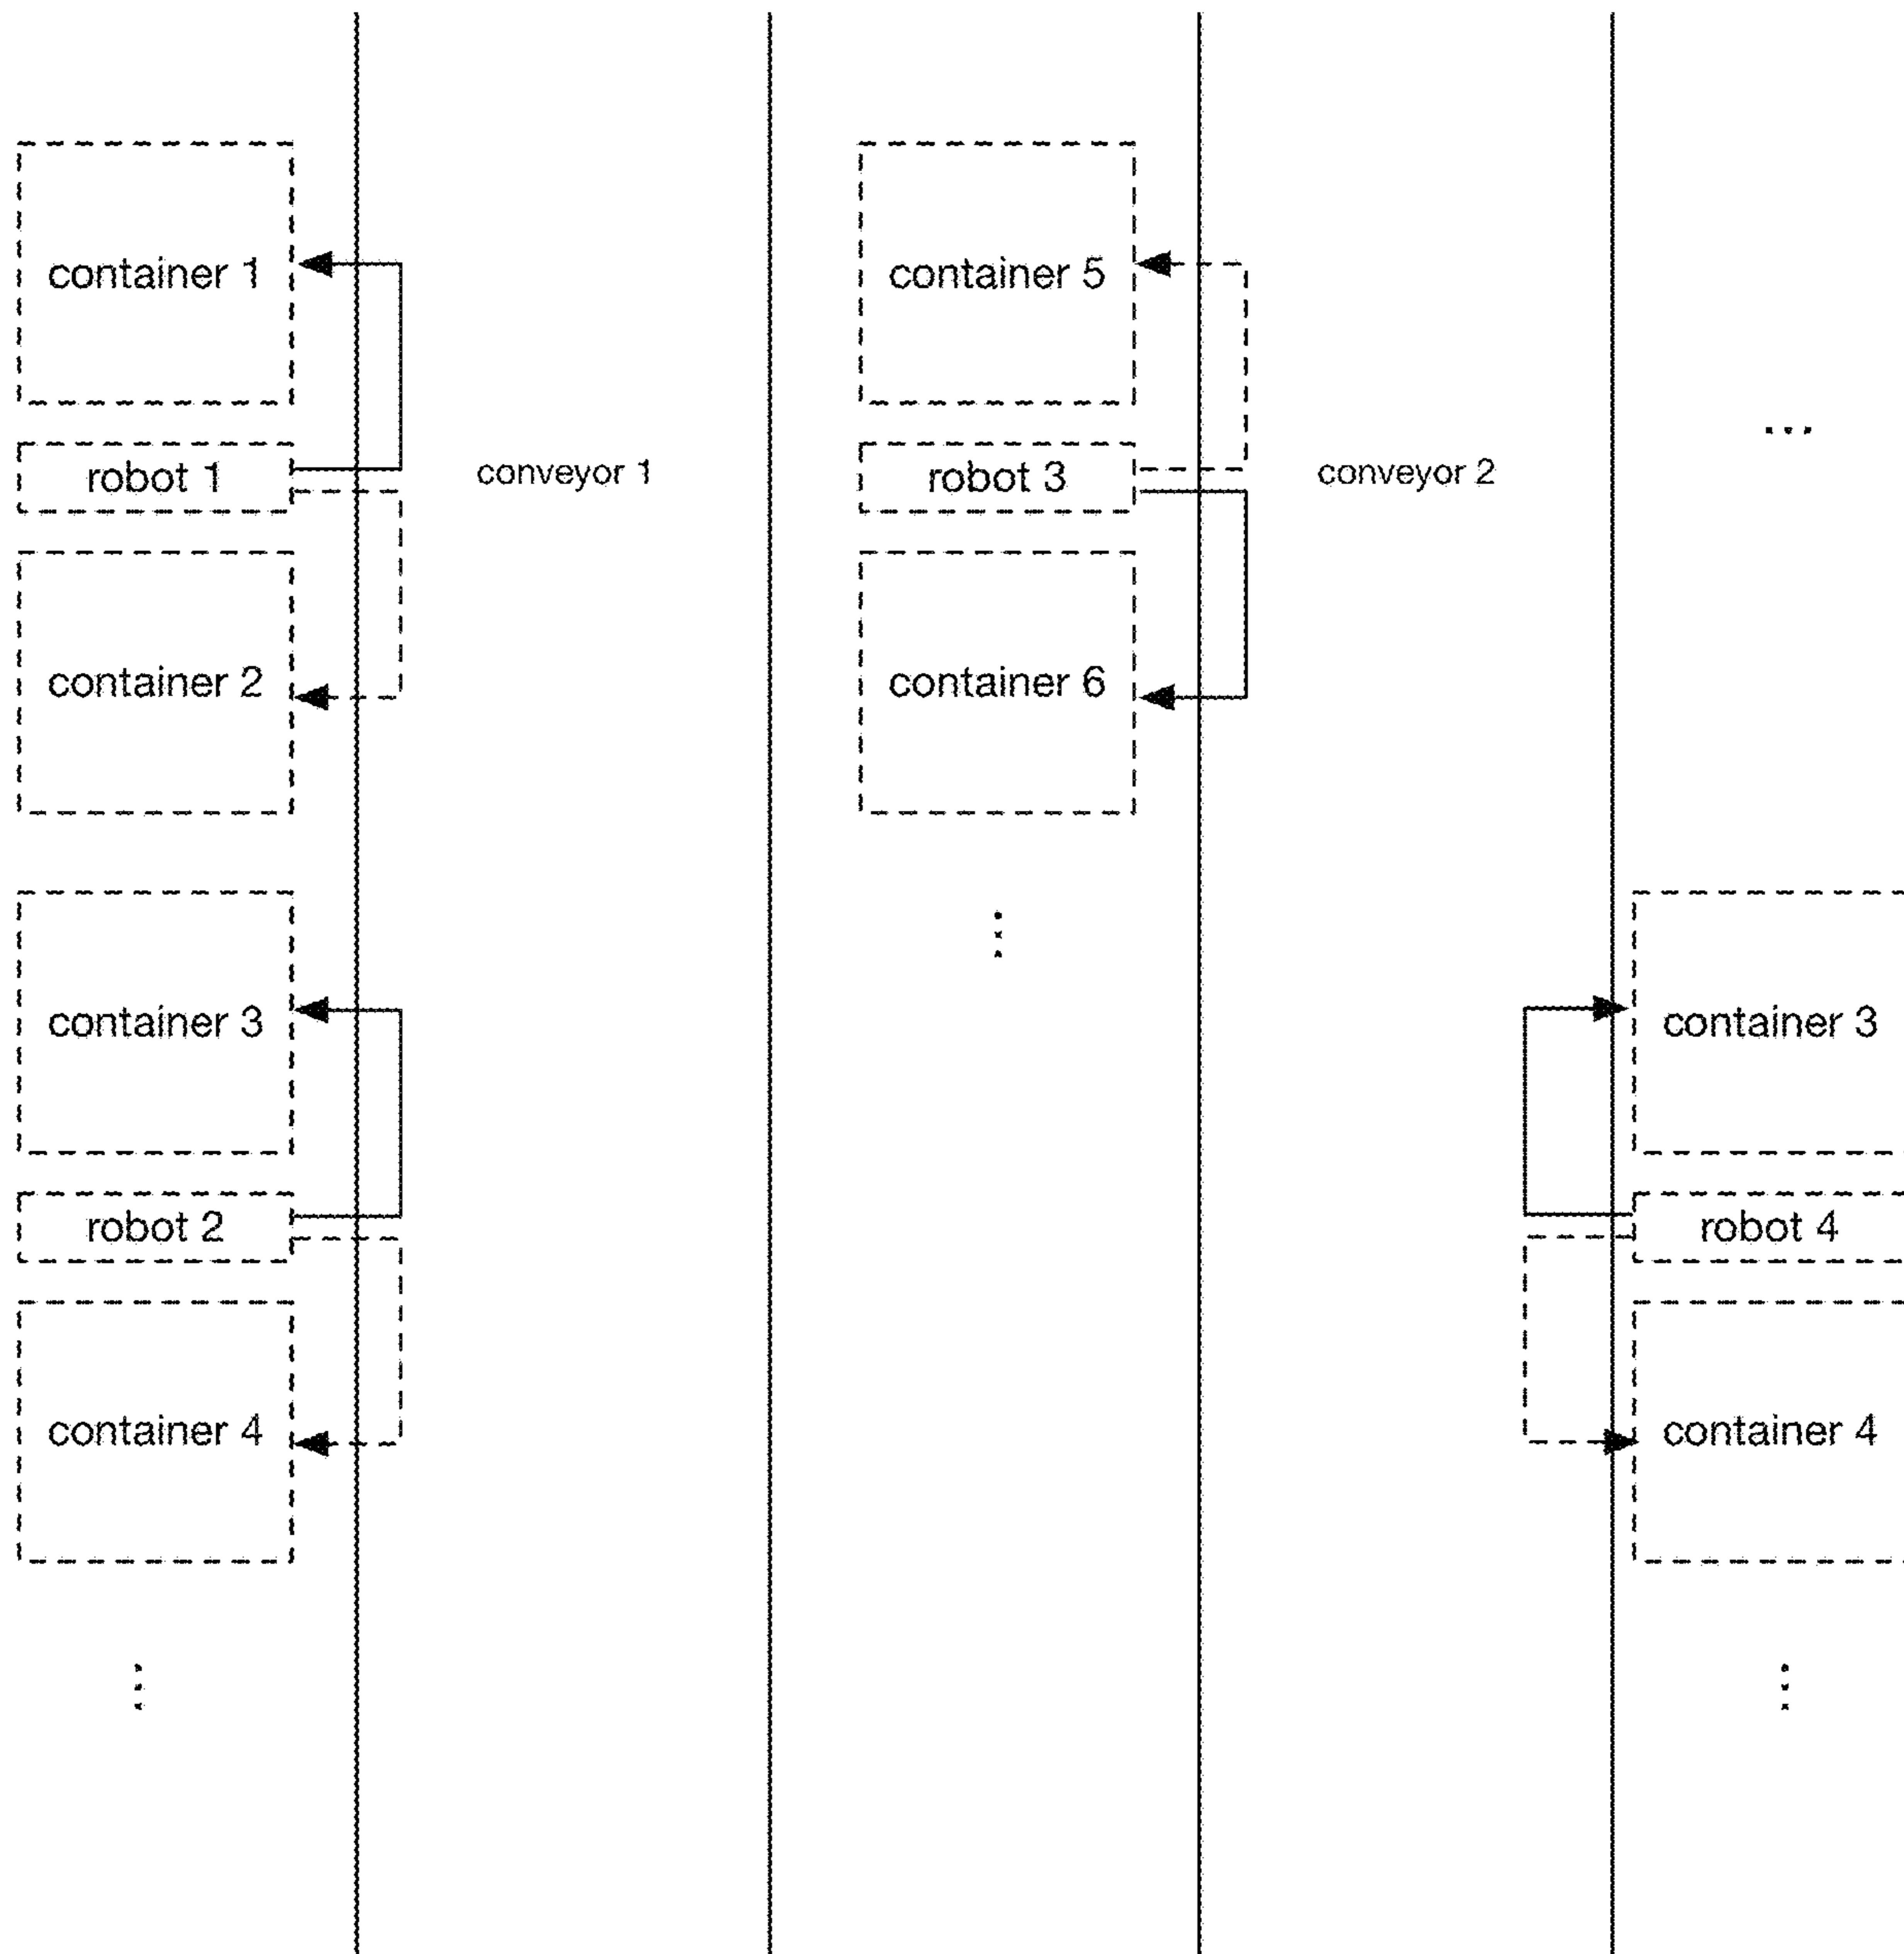 container 1
robot 1
container 2
container 3
robot 2
container 4
⋮
conveyor 1
container 5
robot 3
container 6
⋮
conveyor 2
...
container 3
robot 4
container 4
⋮